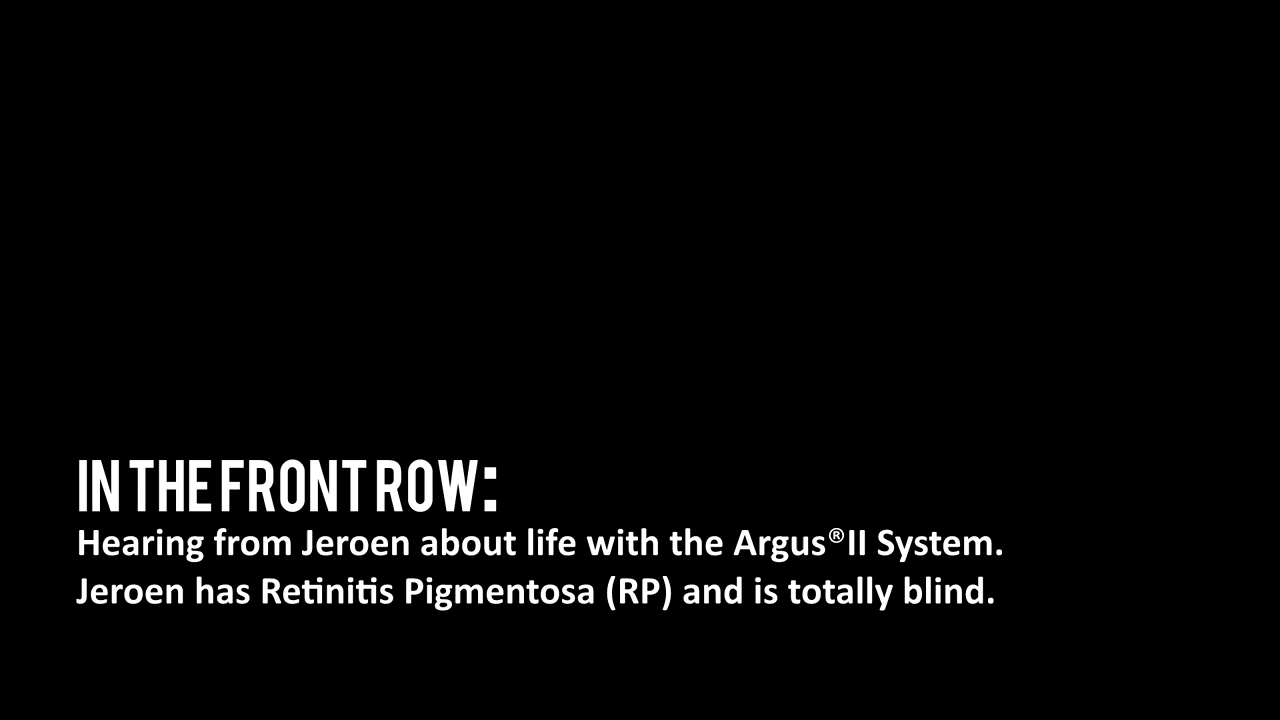 IN THE FRONT ROW:
Hearing from Jeroen about life with the Argus®II System.
Jeroen has Retinitis Pigmentosa (RP) and is totally blind.